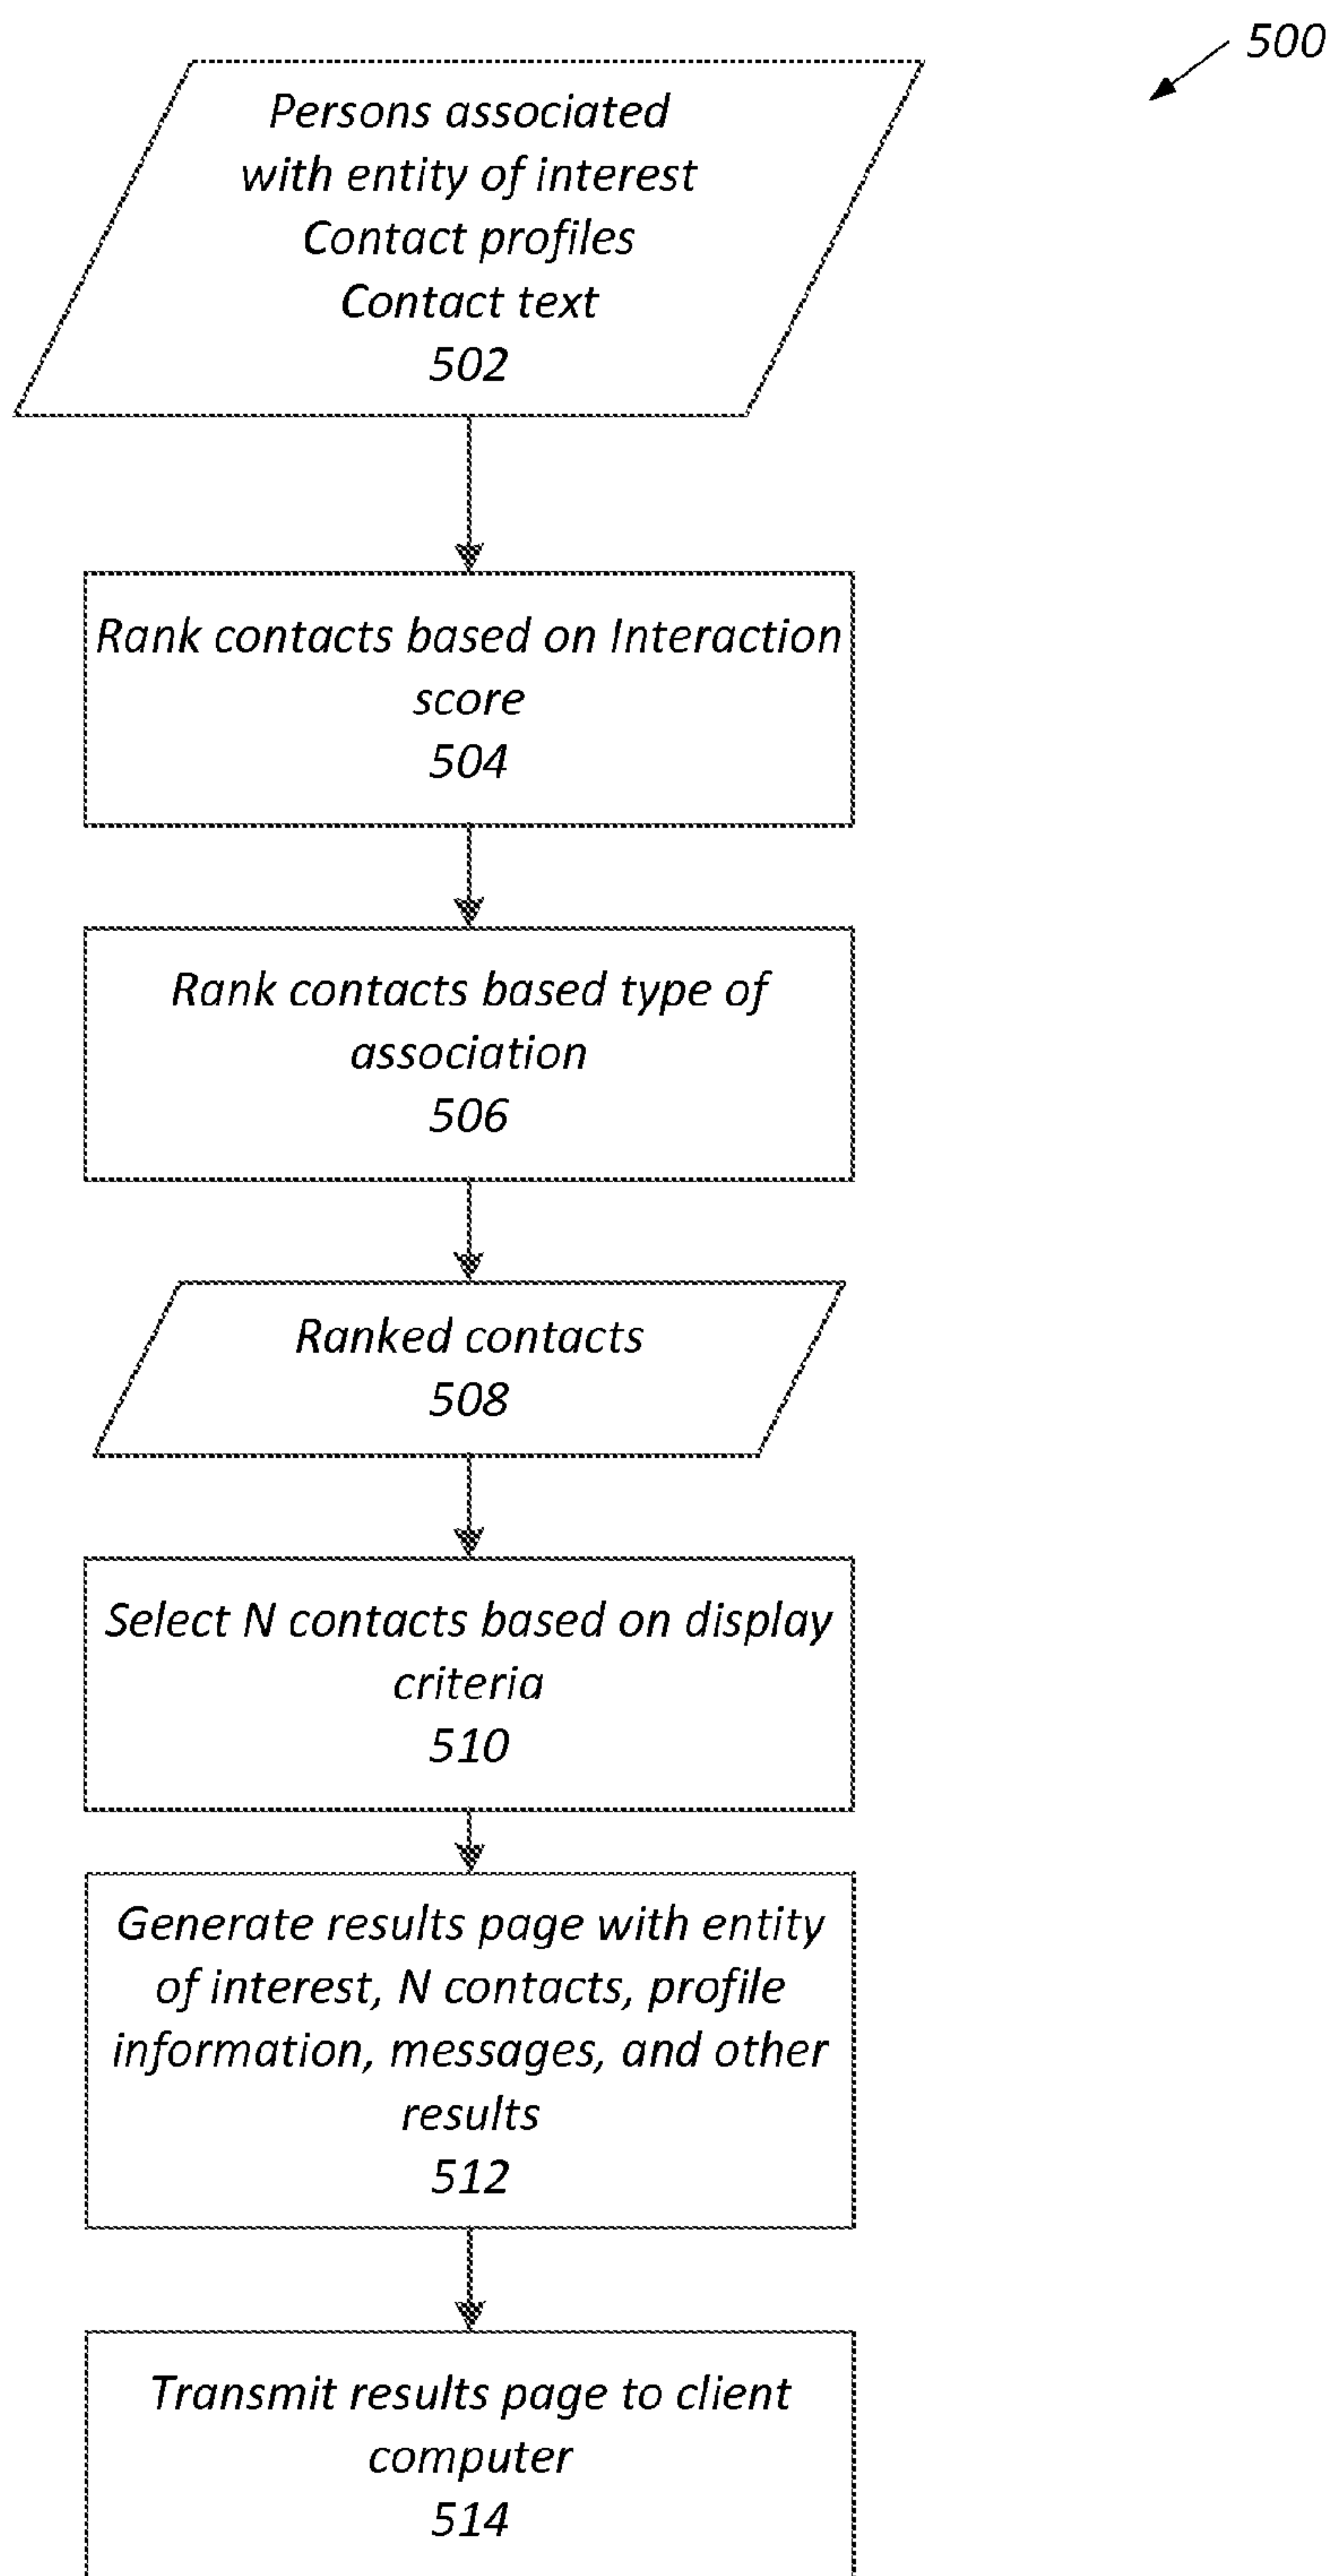 500
Persons associated
with entity of interest
Contact profiles
Contact text
502
Rank contacts based on Interaction
score
504
Rank contacts based type of
association
506
Ranked contacts
508
Select N contacts based on display
criteria
510
Generate results page with entity
of interest, N contacts, profile
information, messages, and other
results
512
Transmit results page to client
computer
514